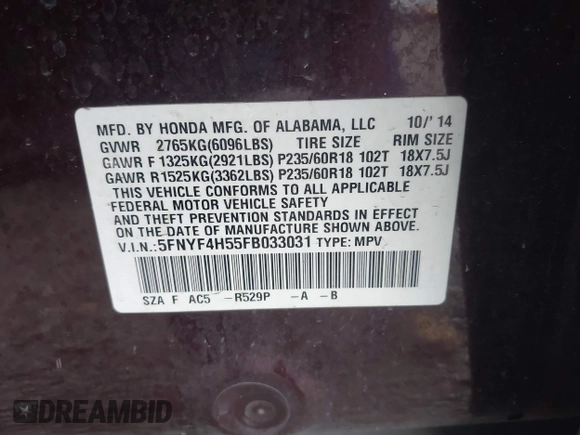 MFD. BY HONDA MFG. OF ALABAMA, LLC 10/'14
GVWR 2765KG(6096LBS) TIRE SIZE RIM SIZE
GAWR F 1325KG(2921LBS) P235/60R18 102T 18X7.5J
GAWR R 1525KG(3362LBS) P235/60R18 102T 18X7.5J
THIS VEHICLE CONFORMS TO ALL APPLICABLE
FEDERAL MOTOR VEHICLE SAFETY
AND THEFT PREVENTION STANDARDS IN EFFECT
ON THE DATE OF MANUFACTURE SHOWN ABOVE.
V.I.N.: 5FNYF4H55FB033031 TYPE: MPV
SZA F AC5 -R529P -A -B
DREAMBID